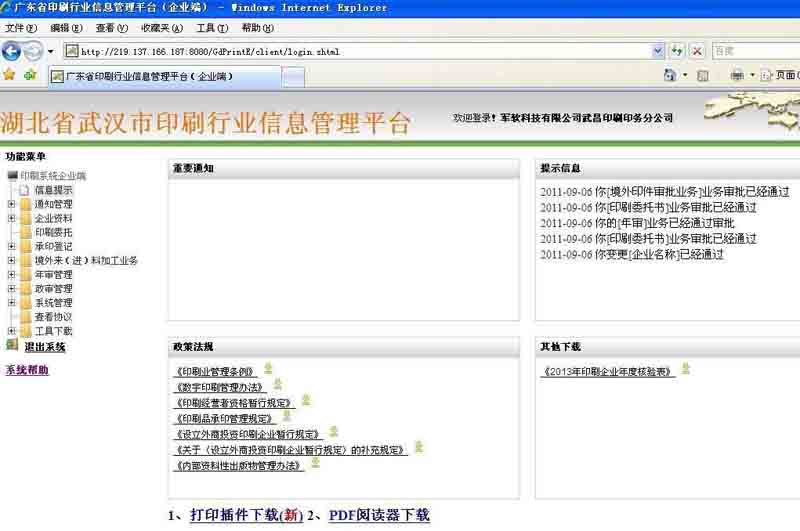 广东省印刷行业信息管理平台（企业端） - Windows Internet Explorer
文件(F) 编辑(E) 查看(V) 收藏夹(A) 工具(T) 帮助(H)
http://219.137.166.187:8080/GdPrintE/client/login.shtml
百度
广东省印刷行业信息管理平台（企业端）
页面(
湖北省武汉市印刷行业信息管理平台
欢迎登录! 军软科技有限公司武昌印刷印务分公司
功能菜单
印刷系统企业端
信息提示
通知管理
企业资料
印刷委托
承印登记
境外来（进）料加工业务
年审管理
政审管理
系统管理
查看协议
工具下载
退出系统
系统帮助
重要通知
提示信息
2011-09-06 你[境外印件审批业务]业务审批已经通过
2011-09-06 你[印刷委托书]业务审批已经通过
2011-09-06 你的[年审]业务已经通过审批
2011-09-06 你[印刷委托书]业务审批已经通过
2011-09-06 你变更[企业名称]已经通过
政策法规
《印刷业管理条例》
《数字印刷管理办法》
《印刷经营者资格暂行规定》
《印刷品承印管理规定》
《设立外商投资印刷企业暂行规定》
《关于〈设立外商投资印刷企业暂行规定〉的补充规定》
《内部资料性出版物管理办法》
其他下载
《2013年印刷企业年度核验表》
1、打印插件下载(新) 2、PDF阅读器下载